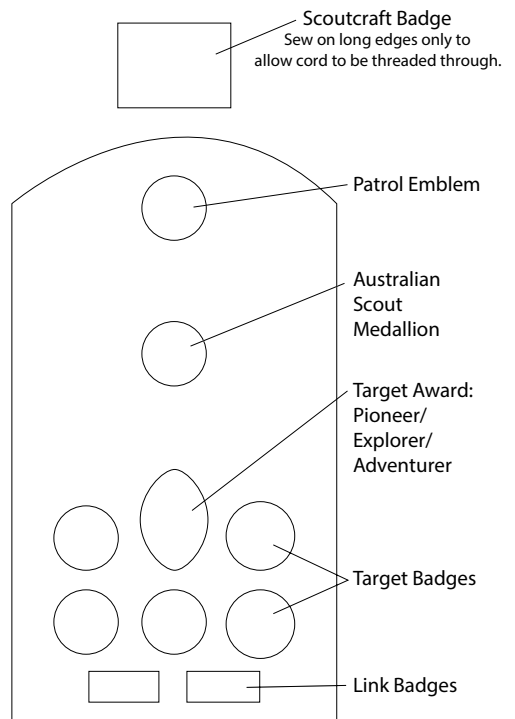 Scoutcraft Badge
Sew on long edges only to
allow cord to be threaded through.
Patrol Emblem
Australian
Scout
Medallion
Target Award:
Pioneer/
Explorer/
Adventurer
Target Badges
Link Badges